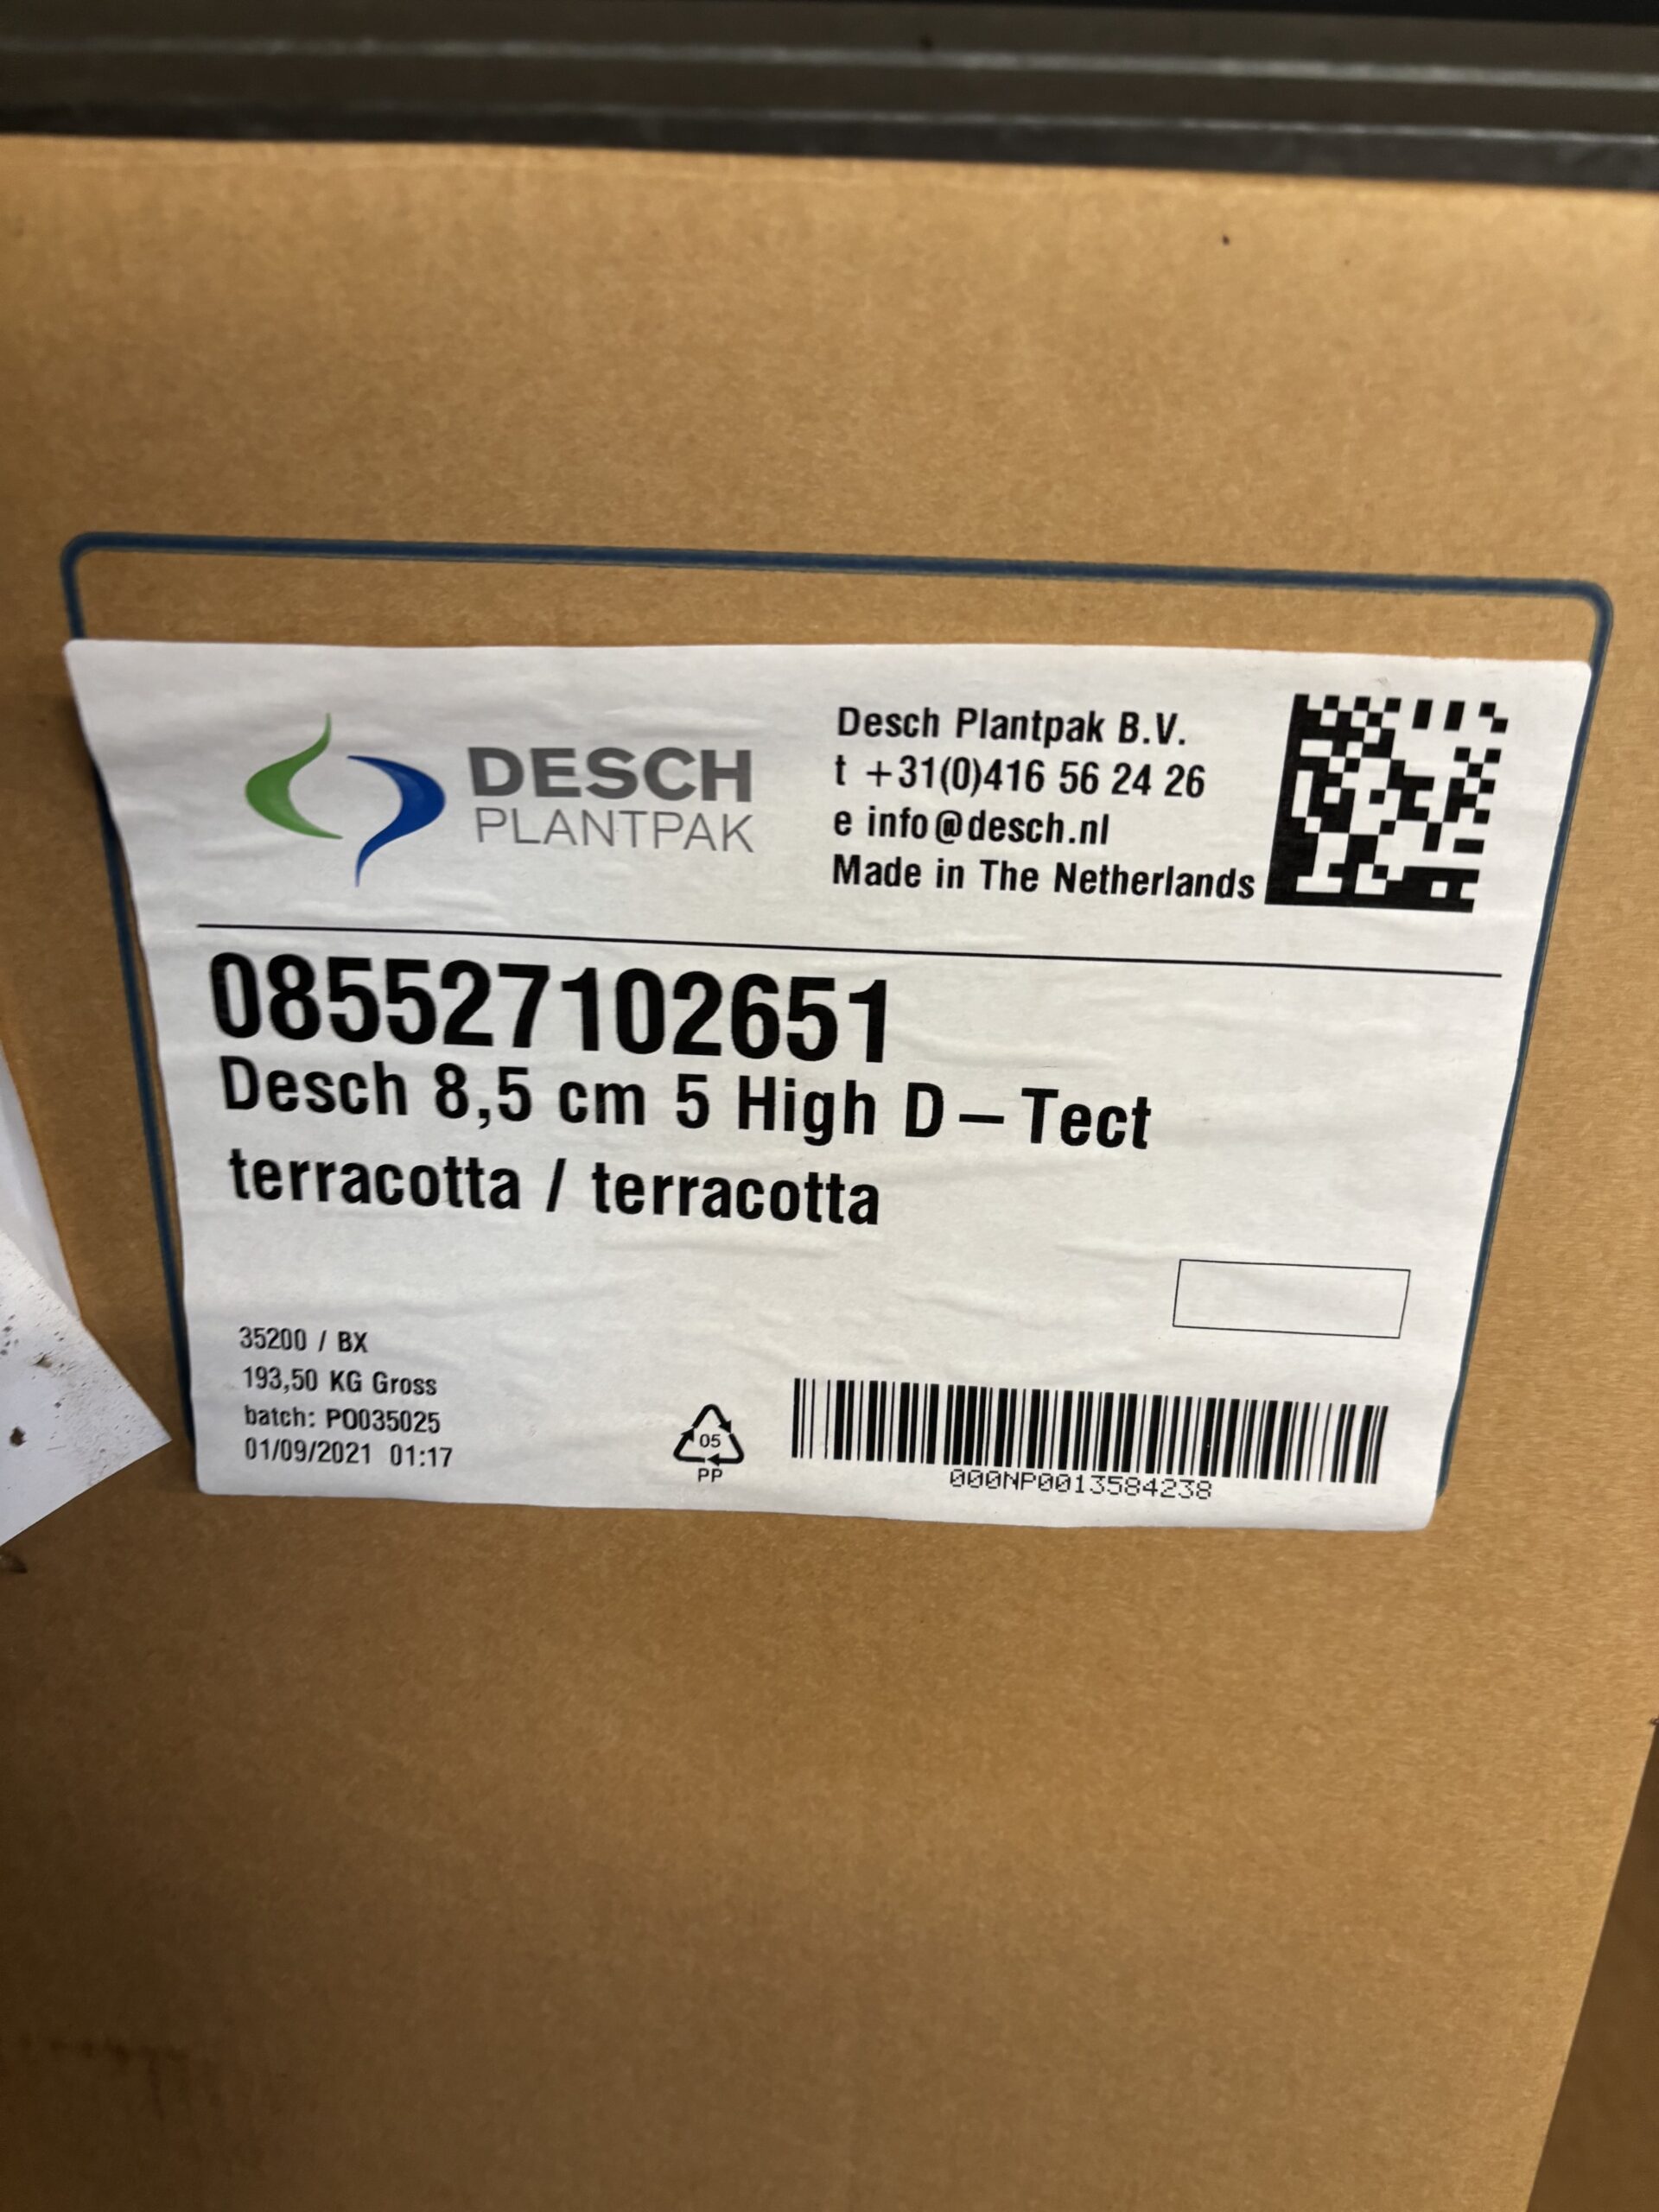 DESCH
PLANTPAK
Desch Plantpak B.V.
t +31(0)416 56 24 26
e info@desch.nl
Made in The Netherlands
085527102651
Desch 8,5 cm 5 High D-Tect
terracotta / terracotta
35200 / BX
193,50 KG Gross
batch: PO035025
01/09/2021 01:17
05
PP
000NP0013584238